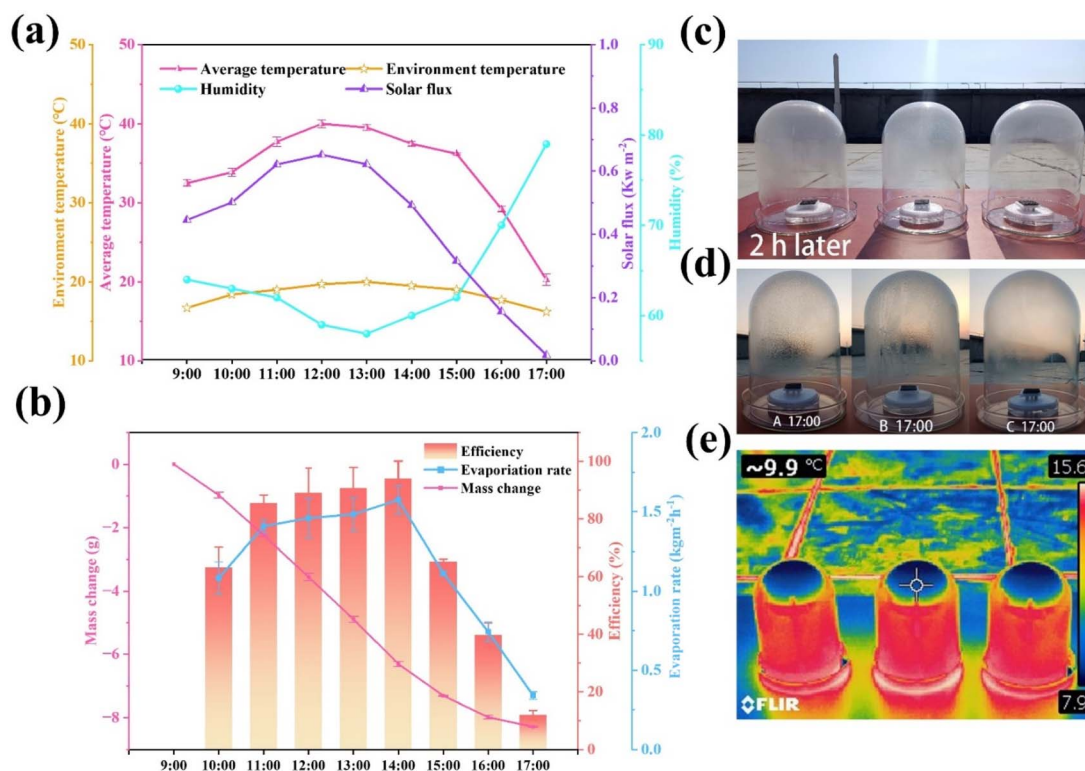 (a)
50
40
30
20
10
Environment temperature (℃)
50
40
30
20
10
Average temperature (℃)
Average temperature
Environment temperature
Humidity
Solar flux
1.0
0.8
0.6
0.4
0.2
0.0
Solar flux (Kw m-2)
90
80
70
60
Humidity (%)
9:00 10:00 11:00 12:00 13:00 14:00 15:00 16:00 17:00
(b)
0
−2
−4
−6
−8
Mass change (g)
Efficiency
Evaporiation rate
Mass change
100
80
60
40
20
0
Efficiency (%)
2.0
1.5
1.0
0.5
0.0
Evaporation rate (kgm-2h-1)
9:00 10:00 11:00 12:00 13:00 14:00 15:00 16:00 17:00
(c)
2 h later
(d)
A 17:00
B 17:00
C 17:00
(e)
~9.9 °C
15.6
7.9
FLIR